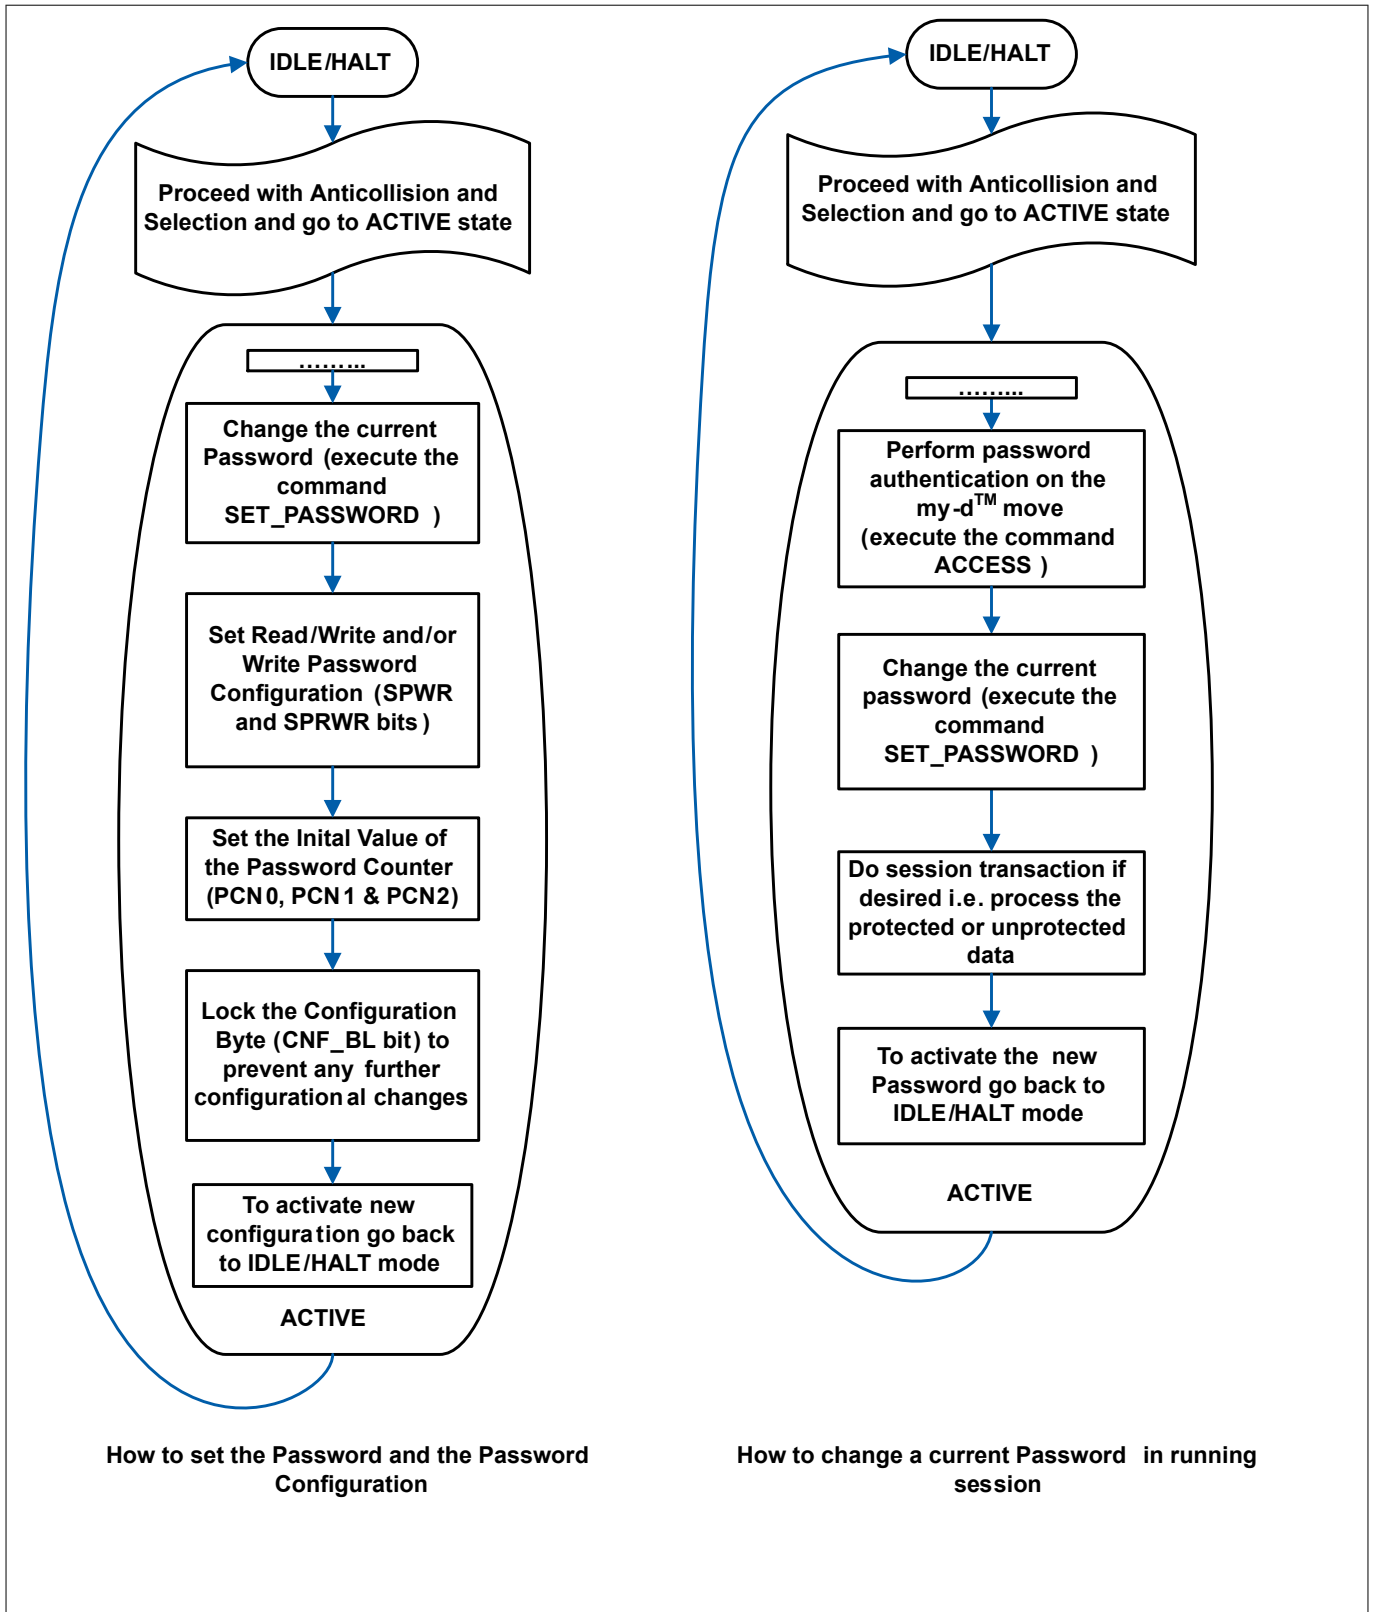 IDLE/HALT
Proceed with Anticollision and
Selection and go to ACTIVE state
.........
Change the current
Password (execute the
command
SET_PASSWORD )
Set Read/Write and/or
Write Password
Configuration (SPWR
and SPRWR bits)
Set the Inital Value of
the Password Counter
(PCN0, PCN1 & PCN2)
Lock the Configuration
Byte (CNF_BL bit) to
prevent any further
configurational changes
To activate new
configuration go back
to IDLE/HALT mode
ACTIVE
How to set the Password and the Password
Configuration
IDLE/HALT
Proceed with Anticollision and
Selection and go to ACTIVE state
.........
Perform password
authentication on the
my-d™ move
(execute the command
ACCESS )
Change the current
password (execute the
command
SET_PASSWORD )
Do session transaction if
desired i.e. process the
protected or unprotected
data
To activate the new
Password go back to
IDLE/HALT mode
ACTIVE
How to change a current Password in running
session